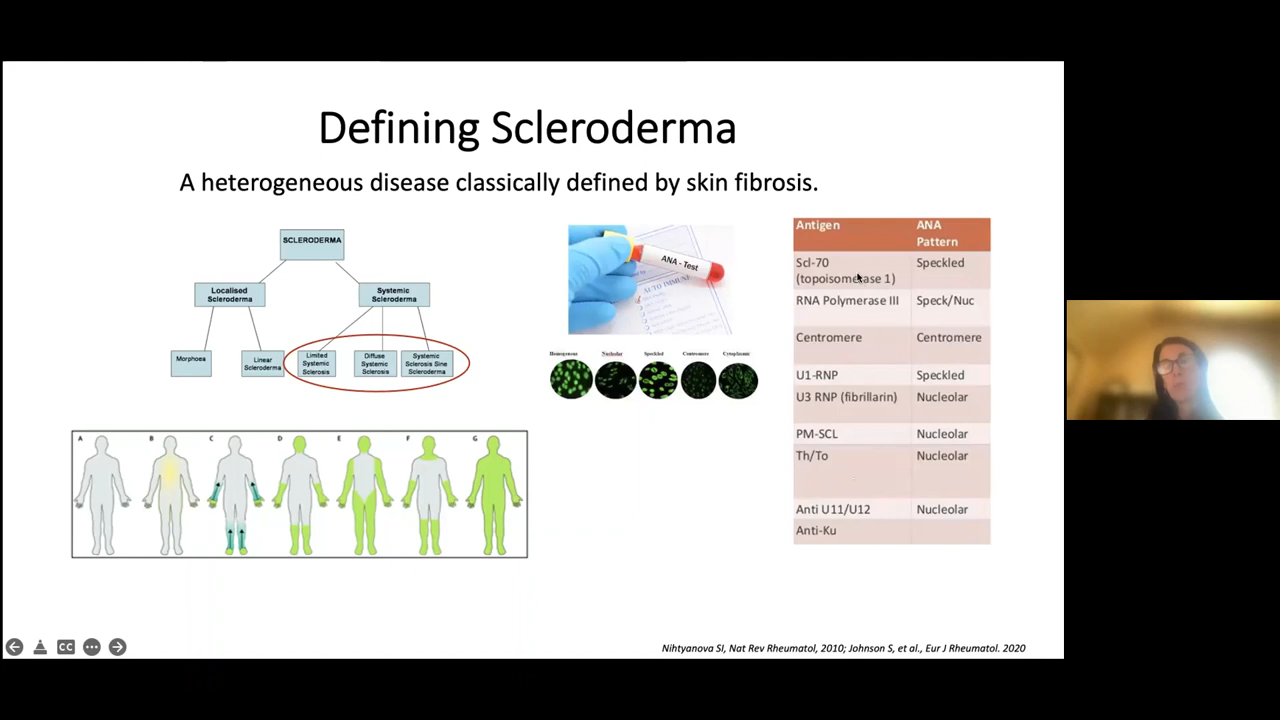 Defining Scleroderma
A heterogeneous disease classically defined by skin fibrosis.
SCLERODERMA
Localised
Scleroderma
Systemic
Scleroderma
Morphoea
Linear
Scleroderma
Limited
Systemic
Sclerosis
Diffuse
Systemic
Sclerosis
Systemic
Sclerosis Sine
Scleroderma
A B C D E F G
ANA - Test
AUTO IMMUNE
Homogenous Nucleolar Speckled Centromere Cytoplasmic
Antigen ANA
Pattern
Scl-70 Speckled
(topoisomerase 1)
RNA Polymerase III Speck/Nuc
Centromere Centromere
U1-RNP Speckled
U3 RNP (fibrillarin) Nucleolar
PM-SCL Nucleolar
Th/To Nucleolar
Anti U11/U12 Nucleolar
Anti-Ku
CC
Nihtyanova SI, Nat Rev Rheumatol, 2010; Johnson S, et al., Eur J Rheumatol. 2020